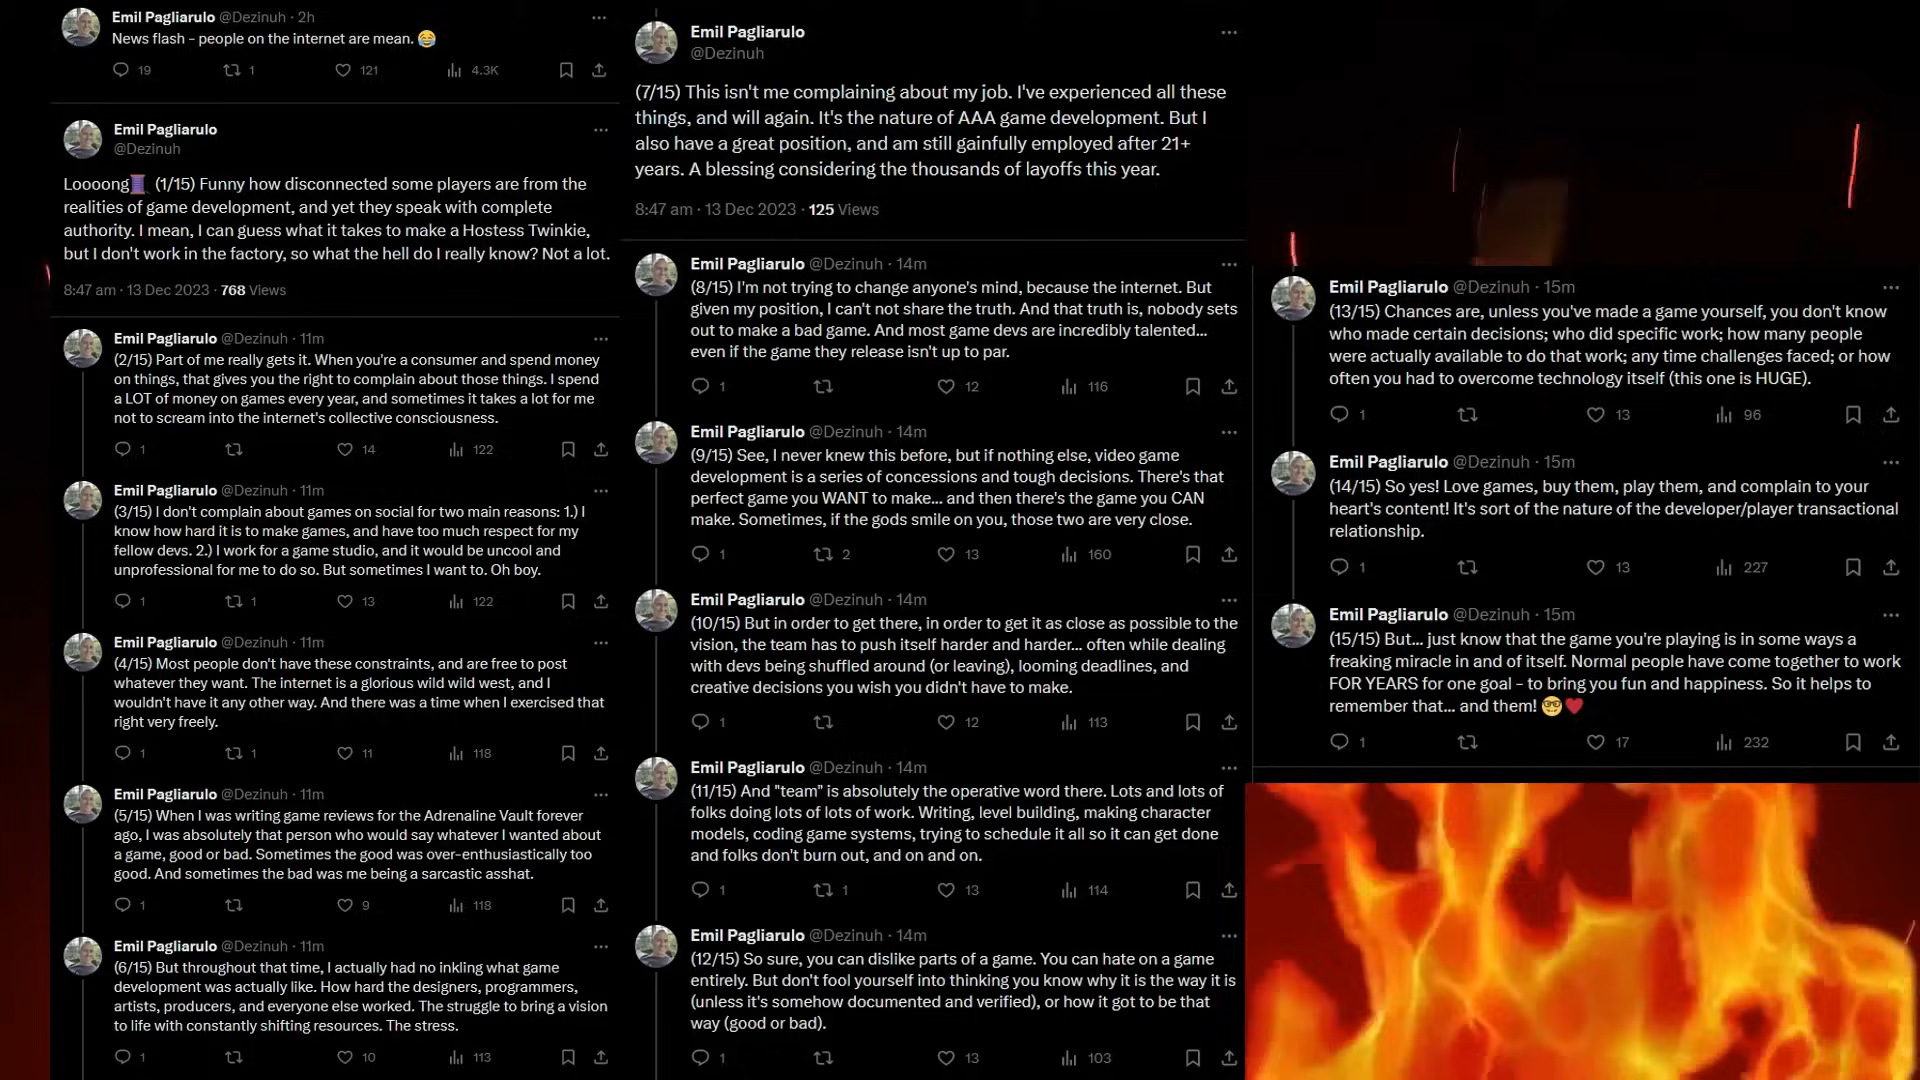 Emil Pagliarulo @Dezinuh · 2h
News flash - people on the internet are mean. 😂
19 1 121 4.3K
Emil Pagliarulo
@Dezinuh
Loooong🧵 (1/15) Funny how disconnected some players are from the
realities of game development, and yet they speak with complete
authority. I mean, I can guess what it takes to make a Hostess Twinkie,
but I don't work in the factory, so what the hell do I really know? Not a lot.
8:47 am · 13 Dec 2023 · 768 Views
Emil Pagliarulo @Dezinuh · 11m
(2/15) Part of me really gets it. When you're a consumer and spend money
on things, that gives you the right to complain about those things. I spend
a LOT of money on games every year, and sometimes it takes a lot for me
not to scream into the internet's collective consciousness.
1 14 122
Emil Pagliarulo @Dezinuh · 11m
(3/15) I don't complain about games on social for two main reasons: 1.) I
know how hard it is to make games, and have too much respect for my
fellow devs. 2.) I work for a game studio, and it would be uncool and
unprofessional for me to do so. But sometimes I want to. Oh boy.
1 1 13 122
Emil Pagliarulo @Dezinuh · 11m
(4/15) Most people don't have these constraints, and are free to post
whatever they want. The internet is a glorious wild wild west, and I
wouldn't have it any other way. And there was a time when I exercised that
right very freely.
1 1 11 118
Emil Pagliarulo @Dezinuh · 11m
(5/15) When I was writing game reviews for the Adrenaline Vault forever
ago, I was absolutely that person who would say whatever I wanted about
a game, good or bad. Sometimes the good was over-enthusiastically too
good. And sometimes the bad was me being a sarcastic asshat.
1 9 118
Emil Pagliarulo @Dezinuh · 11m
(6/15) But throughout that time, I actually had no inkling what game
development was actually like. How hard the designers, programmers,
artists, producers, and everyone else worked. The struggle to bring a vision
to life with constantly shifting resources. The stress.
1 10 113
Emil Pagliarulo
@Dezinuh
(7/15) This isn't me complaining about my job. I've experienced all these
things, and will again. It's the nature of AAA game development. But I
also have a great position, and am still gainfully employed after 21+
years. A blessing considering the thousands of layoffs this year.
8:47 am · 13 Dec 2023 · 125 Views
Emil Pagliarulo @Dezinuh · 14m
(8/15) I'm not trying to change anyone's mind, because the internet. But
given my position, I can't not share the truth. And that truth is, nobody sets
out to make a bad game. And most game devs are incredibly talented...
even if the game they release isn't up to par.
1 12 116
Emil Pagliarulo @Dezinuh · 14m
(9/15) See, I never knew this before, but if nothing else, video game
development is a series of concessions and tough decisions. There's that
perfect game you WANT to make... and then there's the game you CAN
make. Sometimes, if the gods smile on you, those two are very close.
1 2 13 160
Emil Pagliarulo @Dezinuh · 14m
(10/15) But in order to get there, in order to get it as close as possible to the
vision, the team has to push itself harder and harder... often while dealing
with devs being shuffled around (or leaving), looming deadlines, and
creative decisions you wish you didn't have to make.
1 12 113
Emil Pagliarulo @Dezinuh · 14m
(11/15) And "team" is absolutely the operative word there. Lots and lots of
folks doing lots of lots of work. Writing, level building, making character
models, coding game systems, trying to schedule it all so it can get done
and folks don't burn out, and on and on.
1 1 13 114
Emil Pagliarulo @Dezinuh · 14m
(12/15) So sure, you can dislike parts of a game. You can hate on a game
entirely. But don't fool yourself into thinking you know why it is the way it is
(unless it's somehow documented and verified), or how it got to be that
way (good or bad).
1 13 103
Emil Pagliarulo @Dezinuh · 15m
(13/15) Chances are, unless you've made a game yourself, you don't know
who made certain decisions; who did specific work; how many people
were actually available to do that work; any time challenges faced; or how
often you had to overcome technology itself (this one is HUGE).
1 13 96
Emil Pagliarulo @Dezinuh · 15m
(14/15) So yes! Love games, buy them, play them, and complain to your
heart's content! It's sort of the nature of the developer/player transactional
relationship.
1 13 227
Emil Pagliarulo @Dezinuh · 15m
(15/15) But... just know that the game you're playing is in some ways a
freaking miracle in and of itself. Normal people have come together to work
FOR YEARS for one goal - to bring you fun and happiness. So it helps to
remember that... and them! 🤓♥️
1 17 232